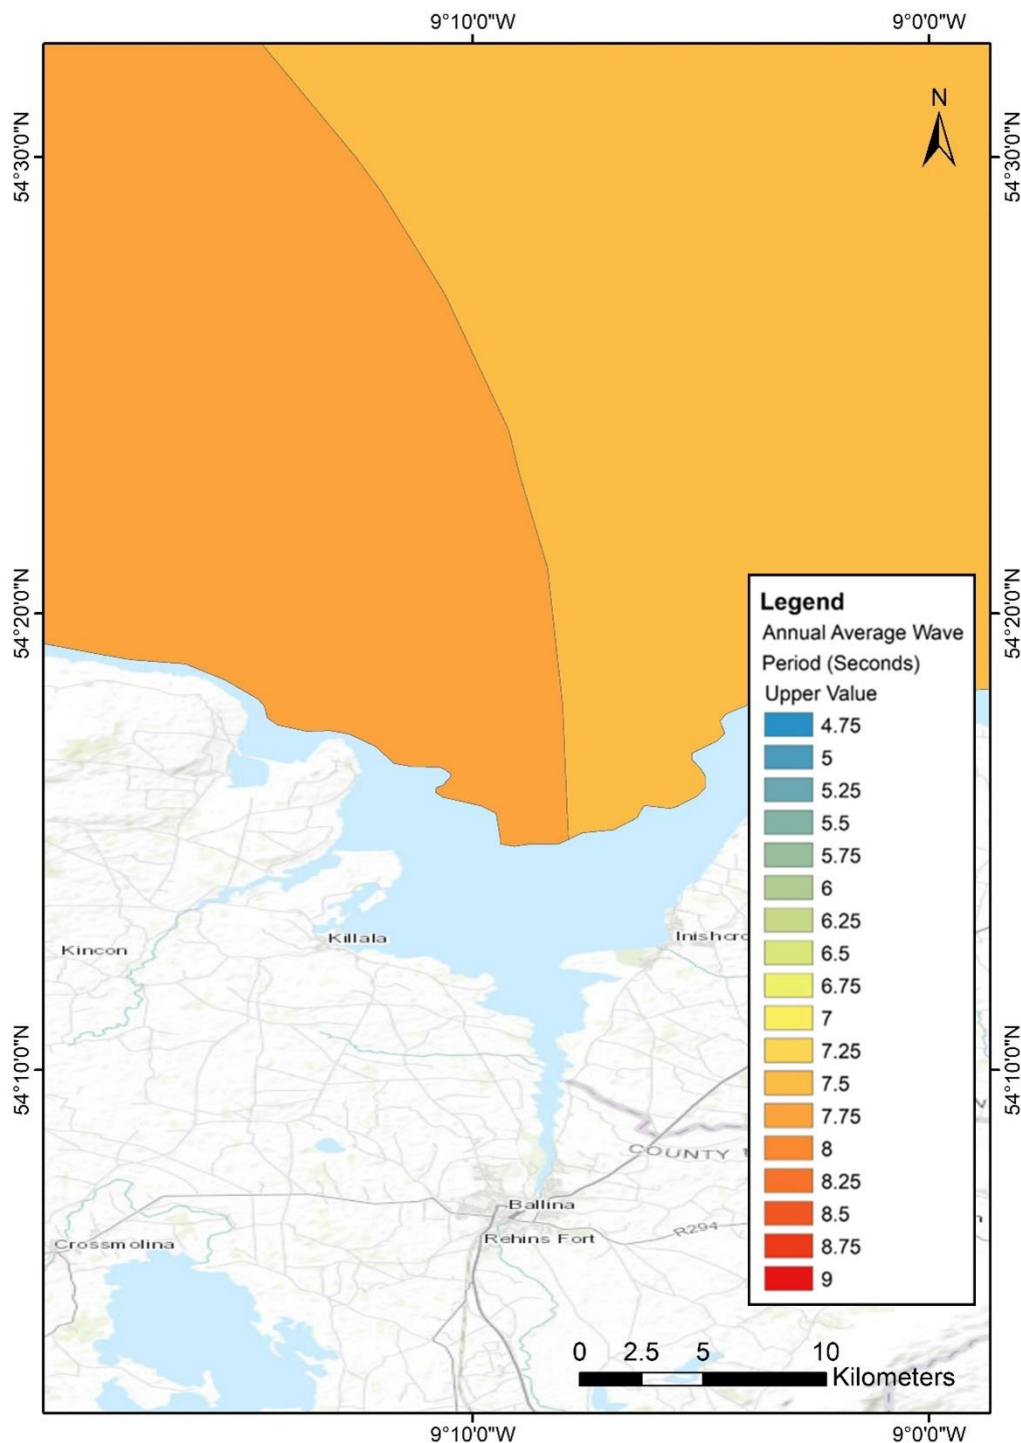 9°10'0"W
9°0'0"W
N
54°30'0"N
54°30'0"N
54°20'0"N
54°20'0"N
Legend
Annual Average Wave
Period (Seconds)
Upper Value
4.75
5
5.25
5.5
5.75
6
6.25
6.5
6.75
7
7.25
7.5
7.75
8
8.25
8.5
8.75
9
Kincon
Killala
Inishcro
54°10'0"N
54°10'0"N
COUNTY
Ballina
R294
Rehins Fort
Crossmolina
0 2.5 5 10
Kilometers
9°10'0"W
9°0'0"W